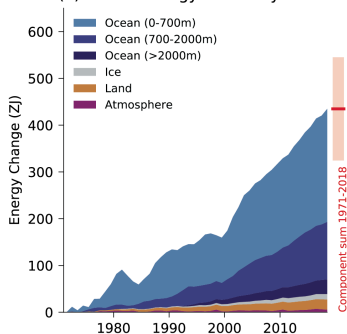 Energy Change (ZJ)
600
500
400
300
200
100
0
Ocean (0-700m)
Ocean (700-2000m)
Ocean (>2000m)
Ice
Land
Atmosphere
1980
1990
2000
2010
Component sum 1971-2018